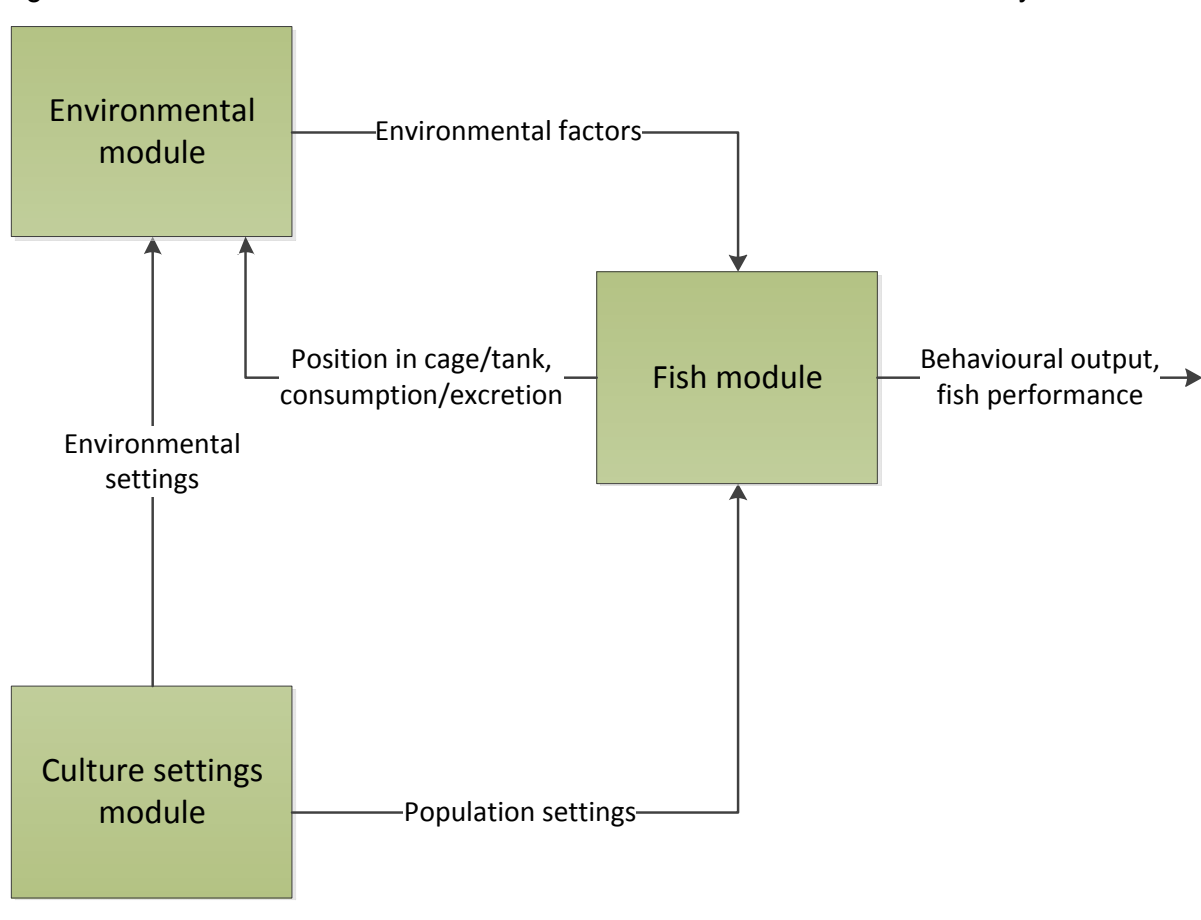 Environmental
module
Environmental factors
Position in cage/tank,
consumption/excretion
Fish module
Behavioural output,
fish performance
Environmental
settings
Culture settings
module
Population settings